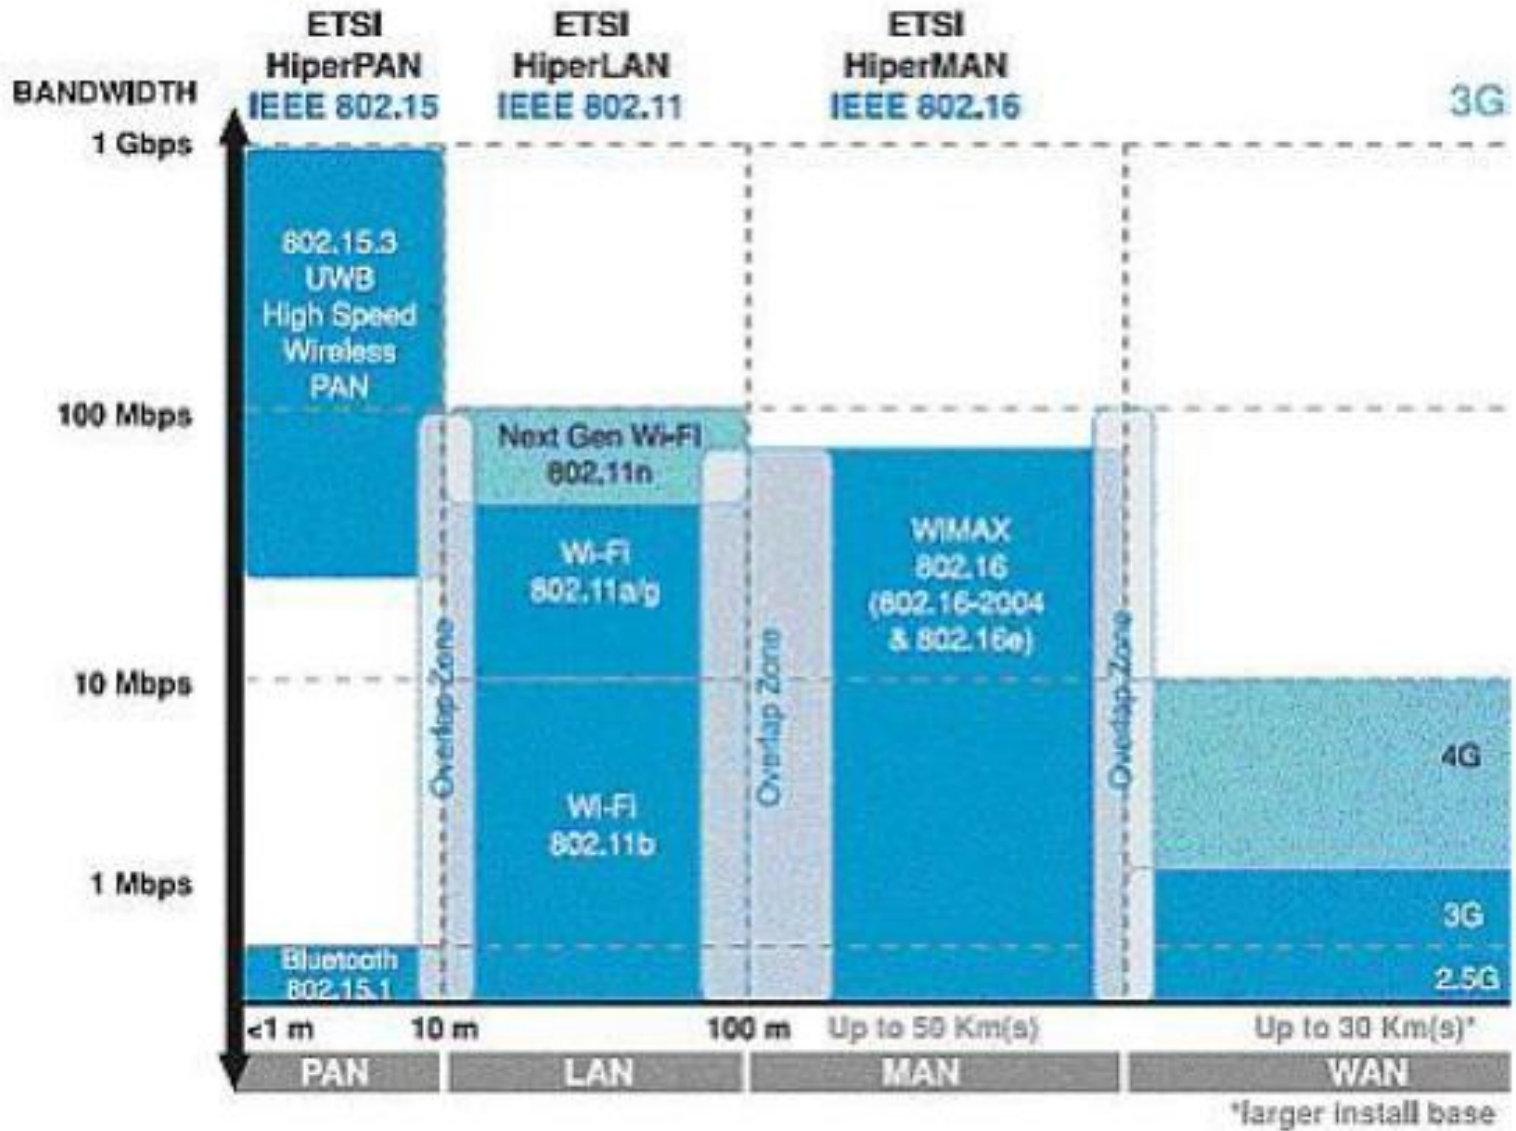 ETSI
HiperPAN
IEEE 802.15
ETSI
HiperLAN
IEEE 802.11
ETSI
HiperMAN
IEEE 802.16
3G
BANDWIDTH
1 Gbps
100 Mbps
10 Mbps
1 Mbps
802.15.3
UWB
High Speed
Wireless
PAN
Bluetooth
802.15.1
Overlap Zone
Next Gen Wi-Fi
802.11n
Wi-Fi
802.11a/g
Wi-Fi
802.11b
Overlap Zone
WiMAX
802.16
(802.16-2004
& 802.16e)
Overlap Zone
4G
3G
2.5G
<1 m
10 m
100 m
Up to 50 Km(s)
Up to 30 Km(s)*
PAN
LAN
MAN
WAN
*larger install base